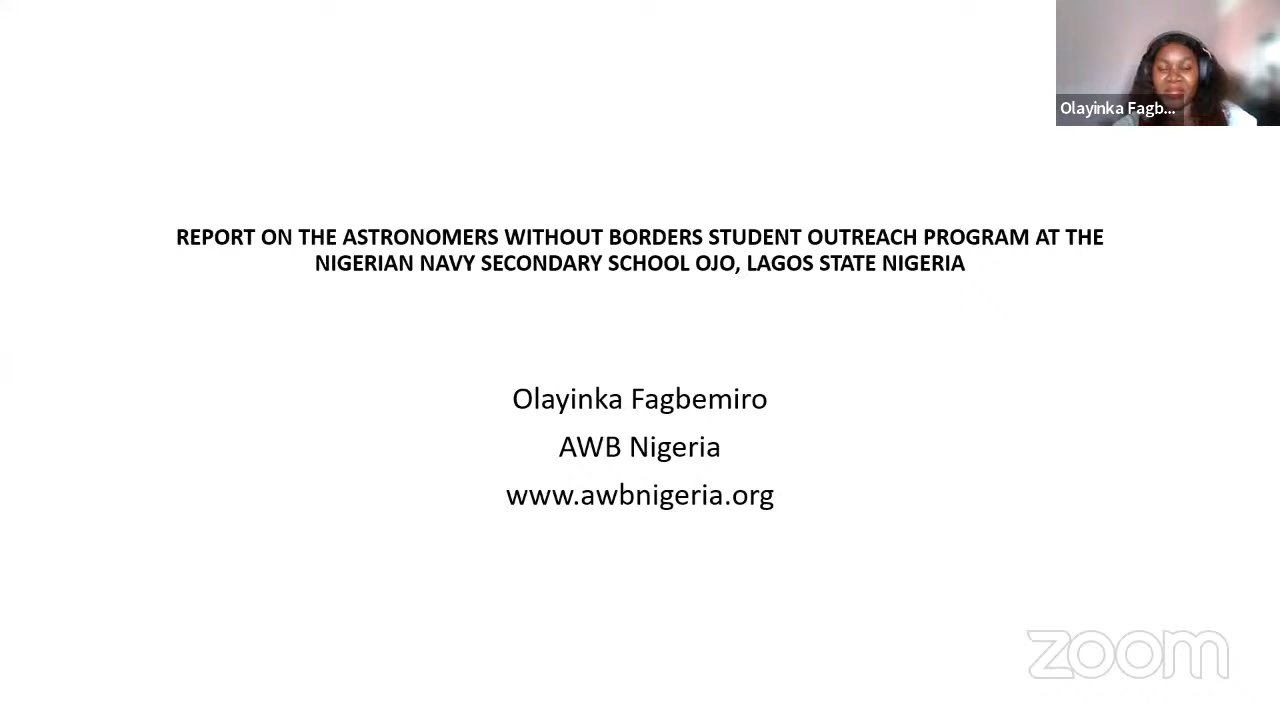 Olayinka Fagb...
REPORT ON THE ASTRONOMERS WITHOUT BORDERS STUDENT OUTREACH PROGRAM AT THE
NIGERIAN NAVY SECONDARY SCHOOL OJO, LAGOS STATE NIGERIA
Olayinka Fagbemiro
AWB Nigeria
www.awbnigeria.org
zoom